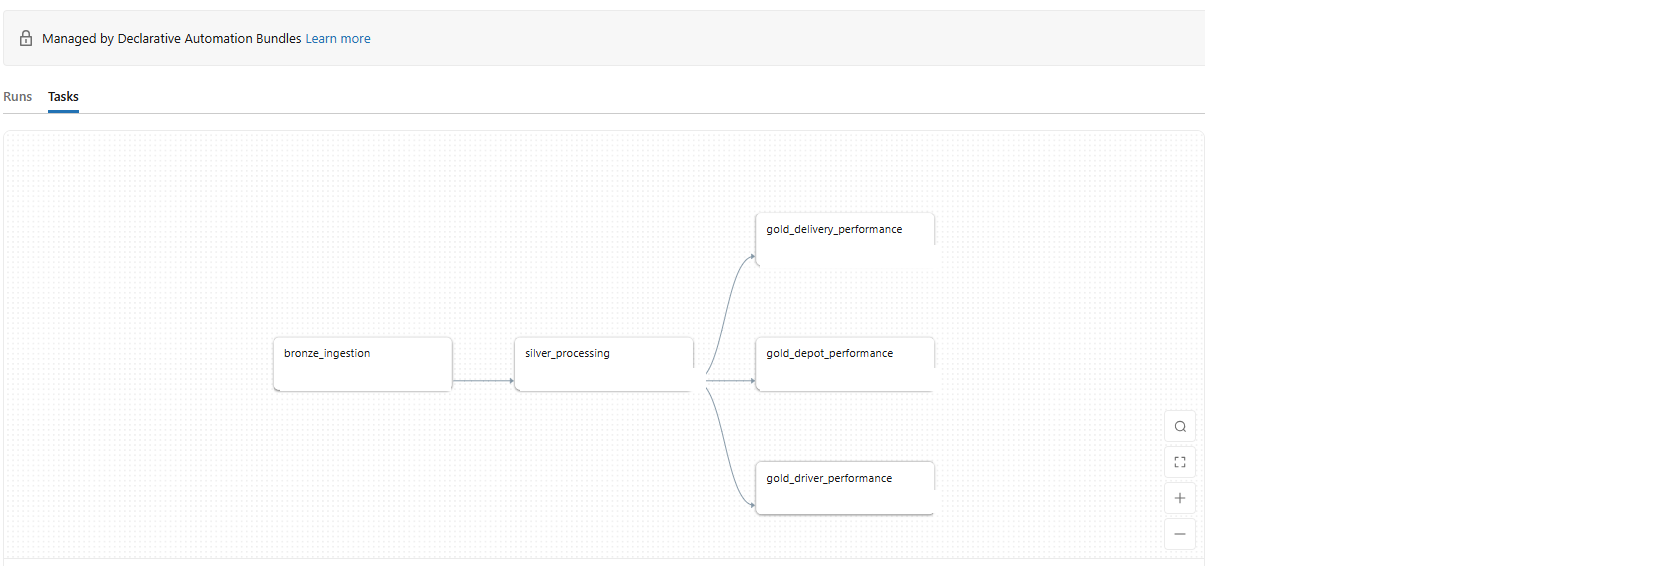 Managed by Declarative Automation Bundles Learn more
Runs Tasks
gold_delivery_performance
bronze_ingestion
silver_processing
gold_depot_performance
gold_driver_performance